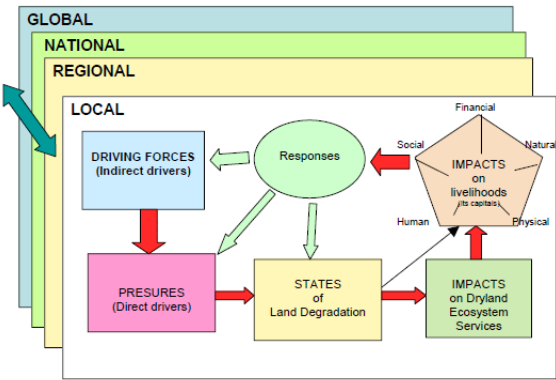 GLOBAL
NATIONAL
REGIONAL
LOCAL
DRIVING FORCES
(Indirect drivers)
Responses
Financial
Social
Natural
IMPACTS
on
livelihoods
(its capitals)
Human
Physical
PRESURES
(Direct drivers)
STATES
of
Land Degradation
IMPACTS
on Dryland
Ecosystem
Services